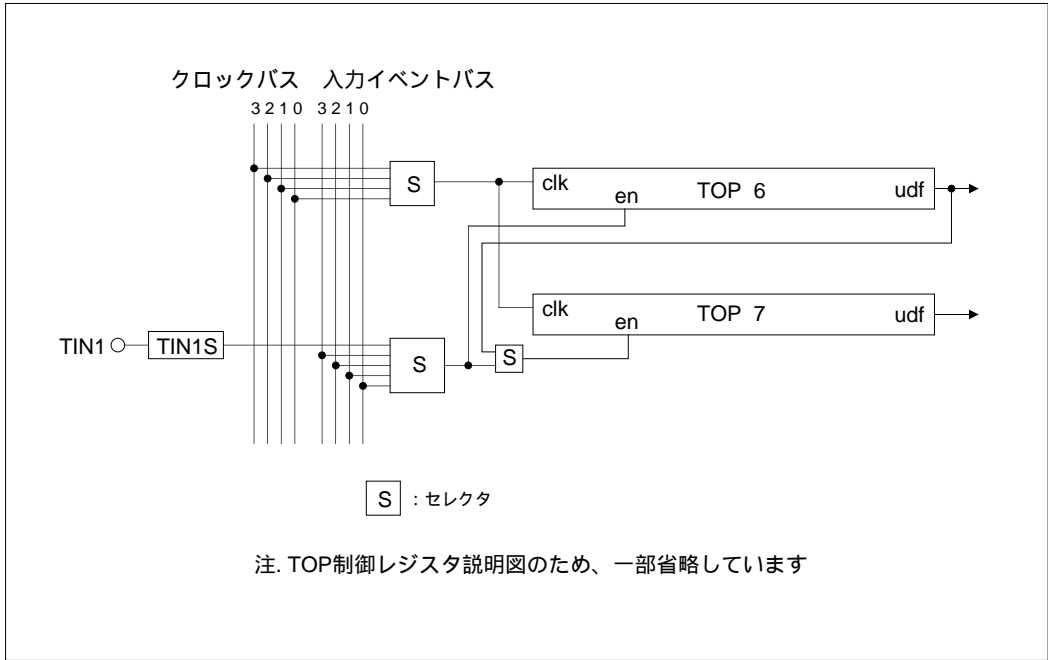 クロックバス 入力イベントバス
3 2 1 0 3 2 1 0
S
clk
en
TOP 6
udf
clk
en
TOP 7
udf
TIN1
TIN1S
S
S
S
：セレクタ
注. TOP制御レジスタ説明図のため、一部省略しています